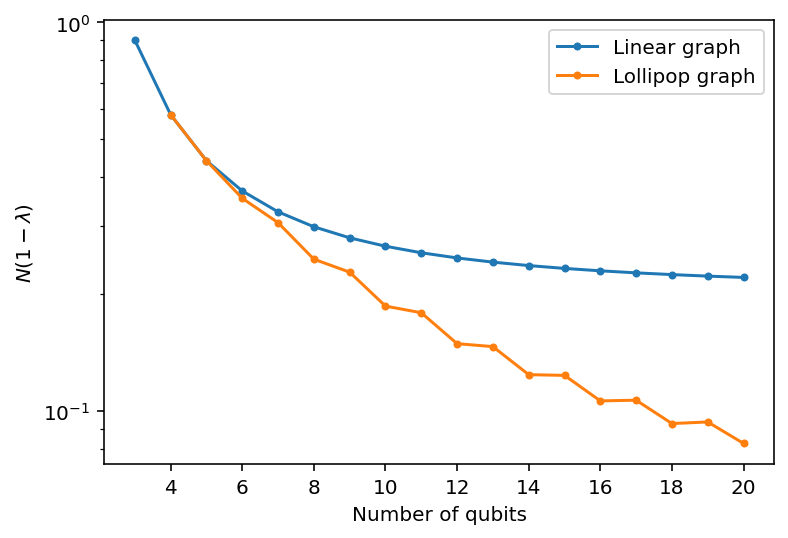 10⁰
Linear graph
Lollipop graph
N(1 − λ)
10⁻¹
4 6 8 10 12 14 16 18 20
Number of qubits